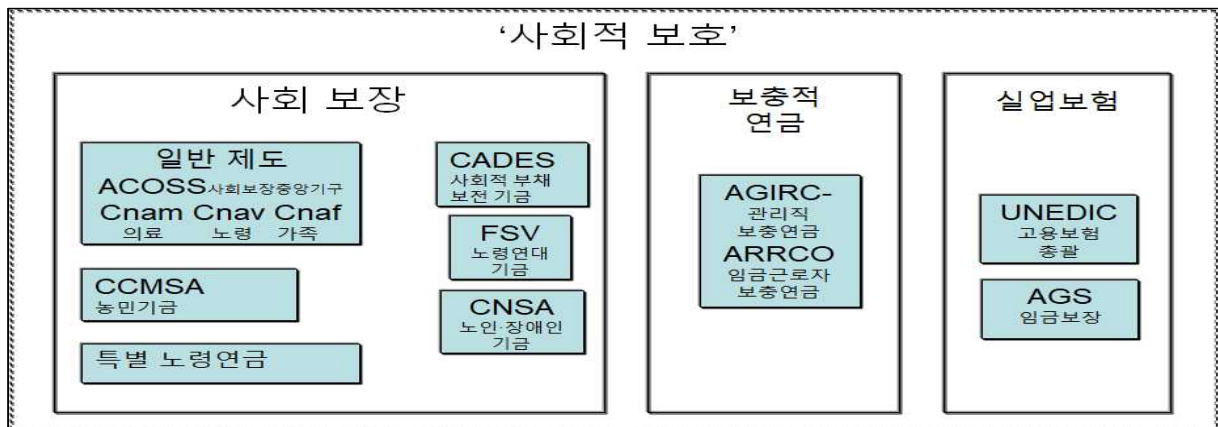 ‘사회적 보호’
사회 보장
일반 제도
ACOSS사회보장중앙기구
Cnam Cnav Cnaf
의료 노령 가족
CCMSA
농민기금
특별 노령연금
CADES
사회적 부채
보전 기금
FSV
노령연대
기금
CNSA
노인·장애인
기금
보충적
연금
AGIRC-
관리직
보충연금
ARRCO
임금근로자
보충연금
실업보험
UNEDIC
고용보험
총괄
AGS
임금보장